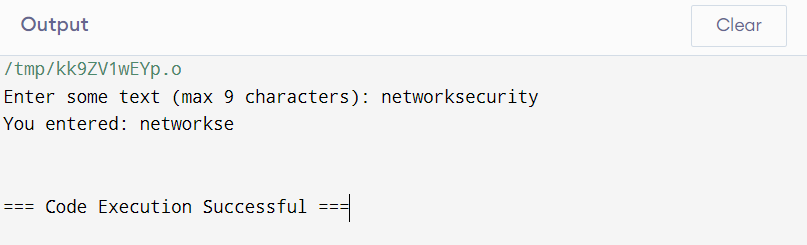 Output
Clear
/tmp/kk9ZV1wEYp.o
Enter some text (max 9 characters): networksecurity
You entered: networkse
=== Code Execution Successful ===